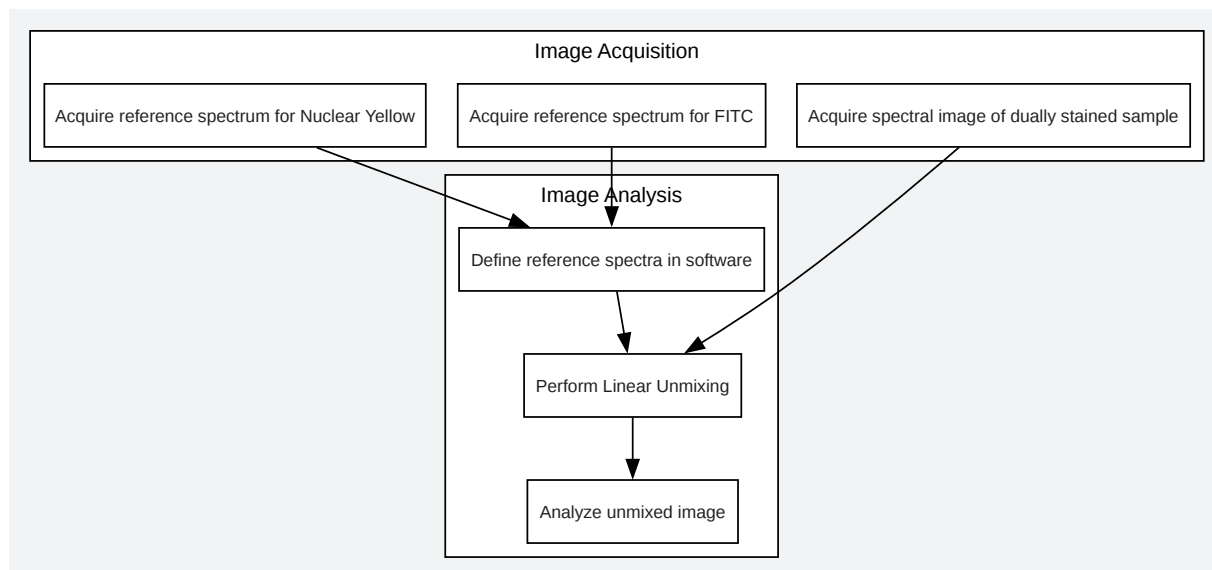 Image Acquisition
Acquire reference spectrum for Nuclear Yellow
Acquire reference spectrum for FITC
Acquire spectral image of dually stained sample
Image Analysis
Define reference spectra in software
Perform Linear Unmixing
Analyze unmixed image